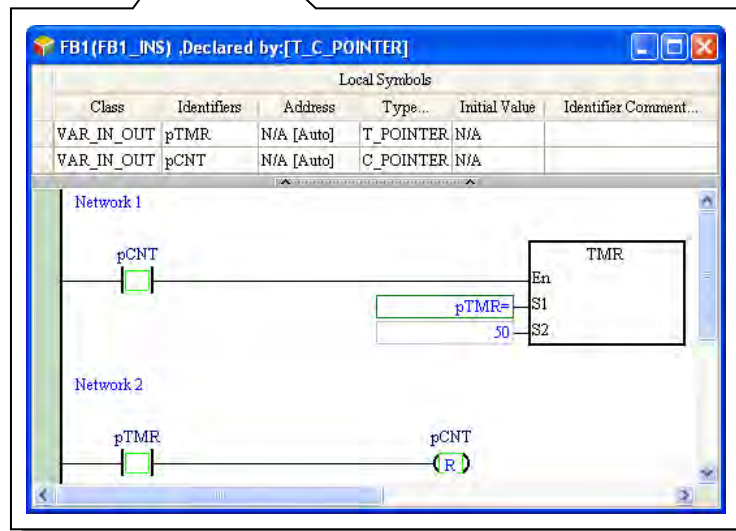 FB1(FB1_INS) ,Declared by:[T_C_POINTER]
Local Symbols
Class Identifiers Address Type... Initial Value Identifier Comment...
VAR_IN_OUT pTMR N/A [Auto] T_POINTER N/A
VAR_IN_OUT pCNT N/A [Auto] C_POINTER N/A
Network 1
pCNT
TMR
En
pTMR= S1
50 S2
Network 2
pTMR pCNT
R